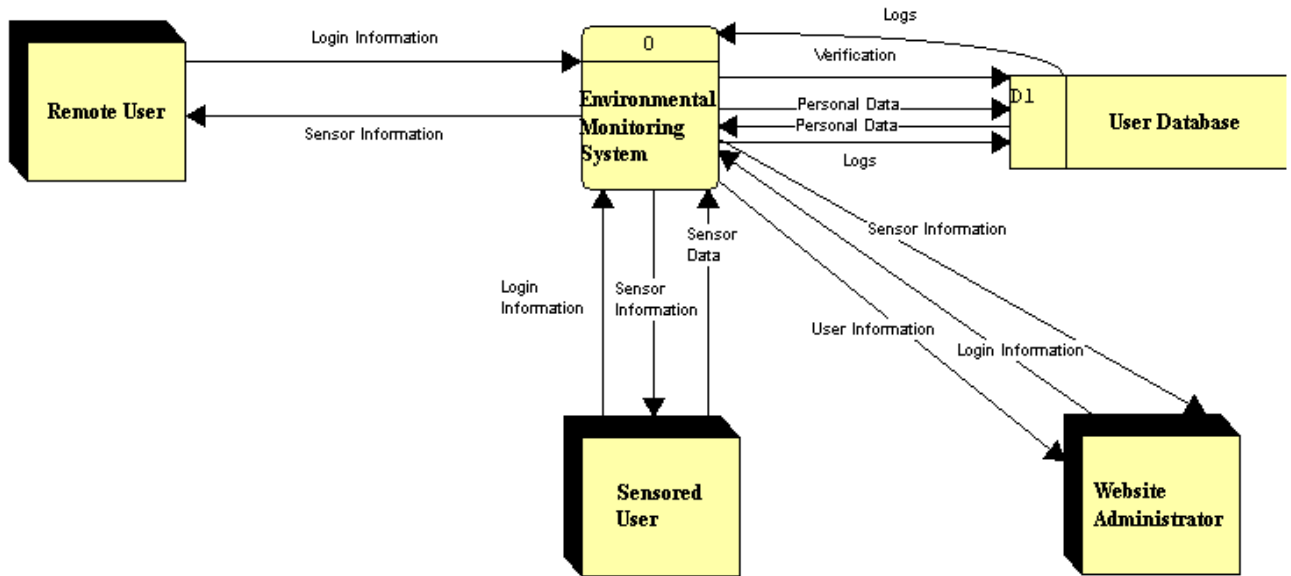 Logs
Login Information
0
Verification
Remote User
Environmental
Monitoring
System
D1
User Database
Personal Data
Personal Data
Sensor Information
Logs
Sensor
Data
Sensor Information
Login
Information
Sensor
Information
User Information
Login Information
Sensored
User
Website
Administrator